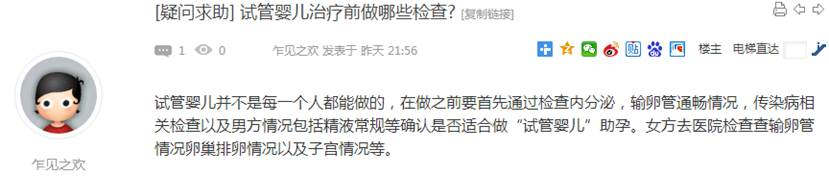 [疑问求助] 试管婴儿治疗前做哪些检查? [复制链接]
1 0 乍见之欢 发表于 昨天 21:56 楼主 电梯直达
试管婴儿并不是每一个人都能做的，在做之前要首先通过检查内分泌，输卵管通畅情况，传染病相
关检查以及男方情况包括精液常规等确认是否适合做“试管婴儿”助孕。女方去医院检查查输卵管
情况卵巢排卵情况以及子宫情况等。
乍见之欢